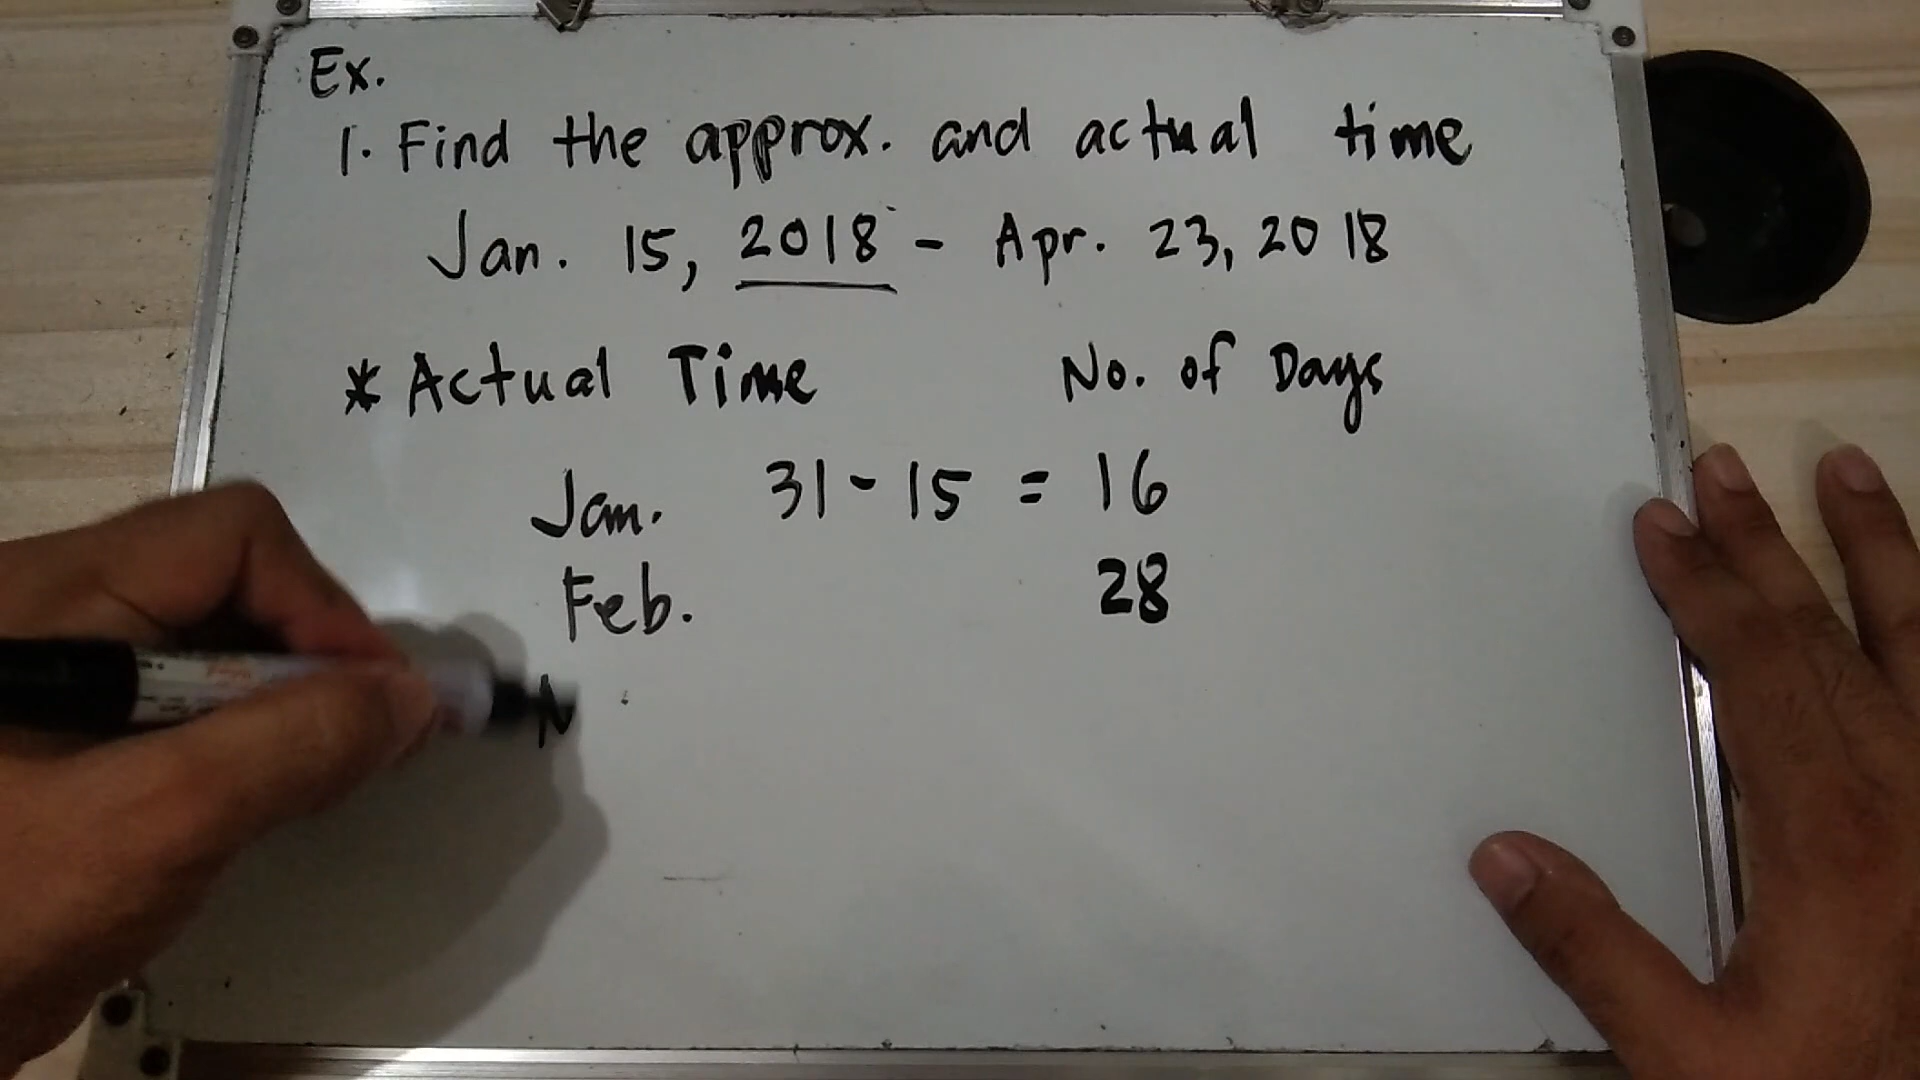 Ex.
1. Find the approx. and actual time
Jan. 15, 2018 - Apr. 23, 2018
* Actual Time No. of Days
Jan. 31 - 15 = 16
Feb. 28